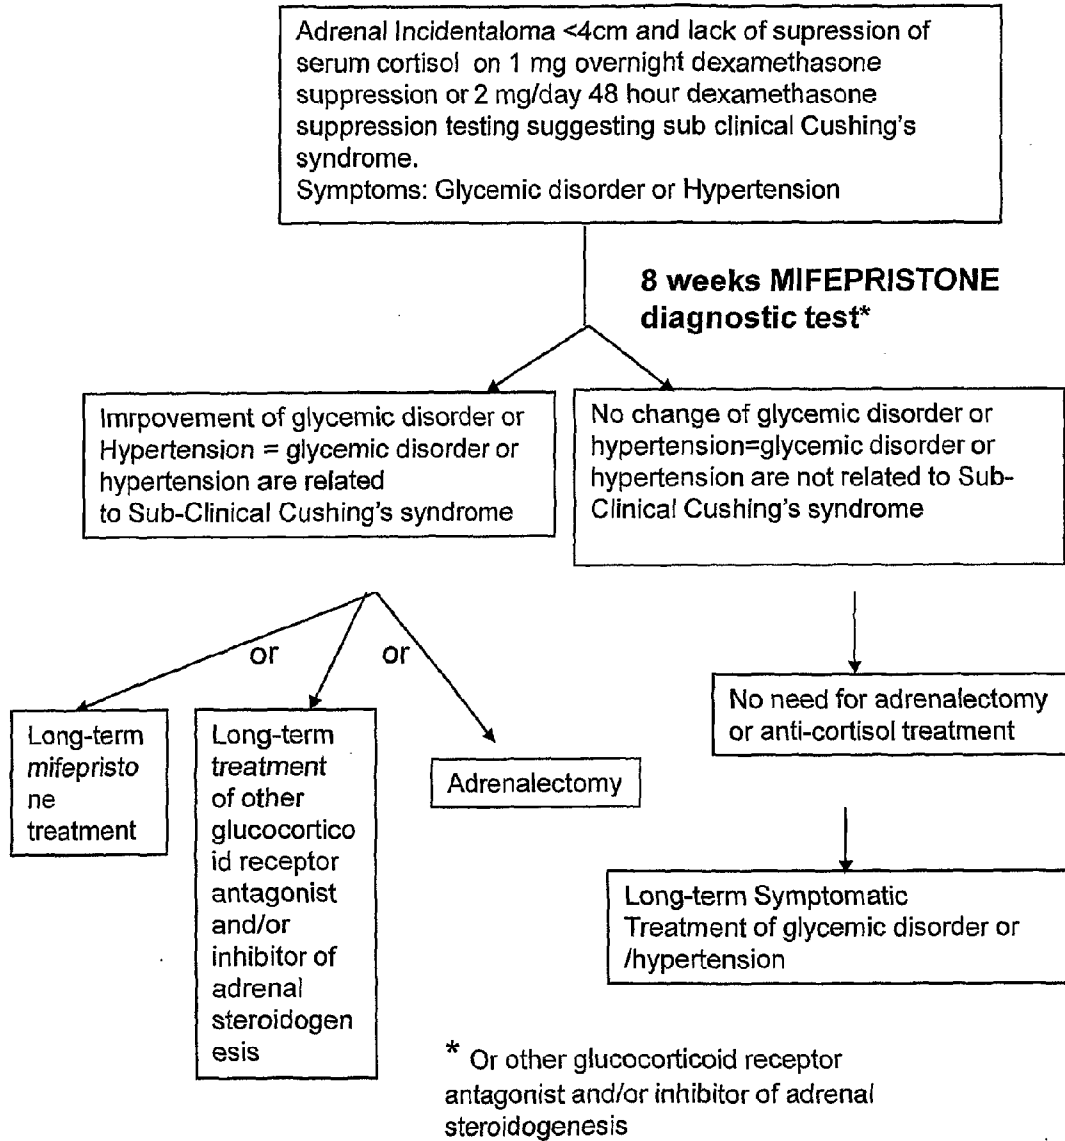 Adrenal Incidentaloma <4cm and lack of supression of
serum cortisol on 1 mg overnight dexamethasone
suppression or 2 mg/day 48 hour dexamethasone
suppression testing suggesting sub clinical Cushing's
syndrome.
Symptoms: Glycemic disorder or Hypertension
8 weeks MIFEPRISTONE
diagnostic test*
Imrpovement of glycemic disorder or
Hypertension = glycemic disorder or
hypertension are related
to Sub-Clinical Cushing's syndrome
No change of glycemic disorder or
hypertension=glycemic disorder or
hypertension are not related to Sub-
Clinical Cushing's syndrome
or
or
Long-term
mifepristo
ne
treatment
Long-term
treatment
of other
glucocortico
id receptor
antagonist
and/or
inhibitor of
adrenal
steroidogen
esis
Adrenalectomy
No need for adrenalectomy
or anti-cortisol treatment
Long-term Symptomatic
Treatment of glycemic disorder or
/hypertension
* Or other glucocorticoid receptor
antagonist and/or inhibitor of adrenal
steroidogenesis